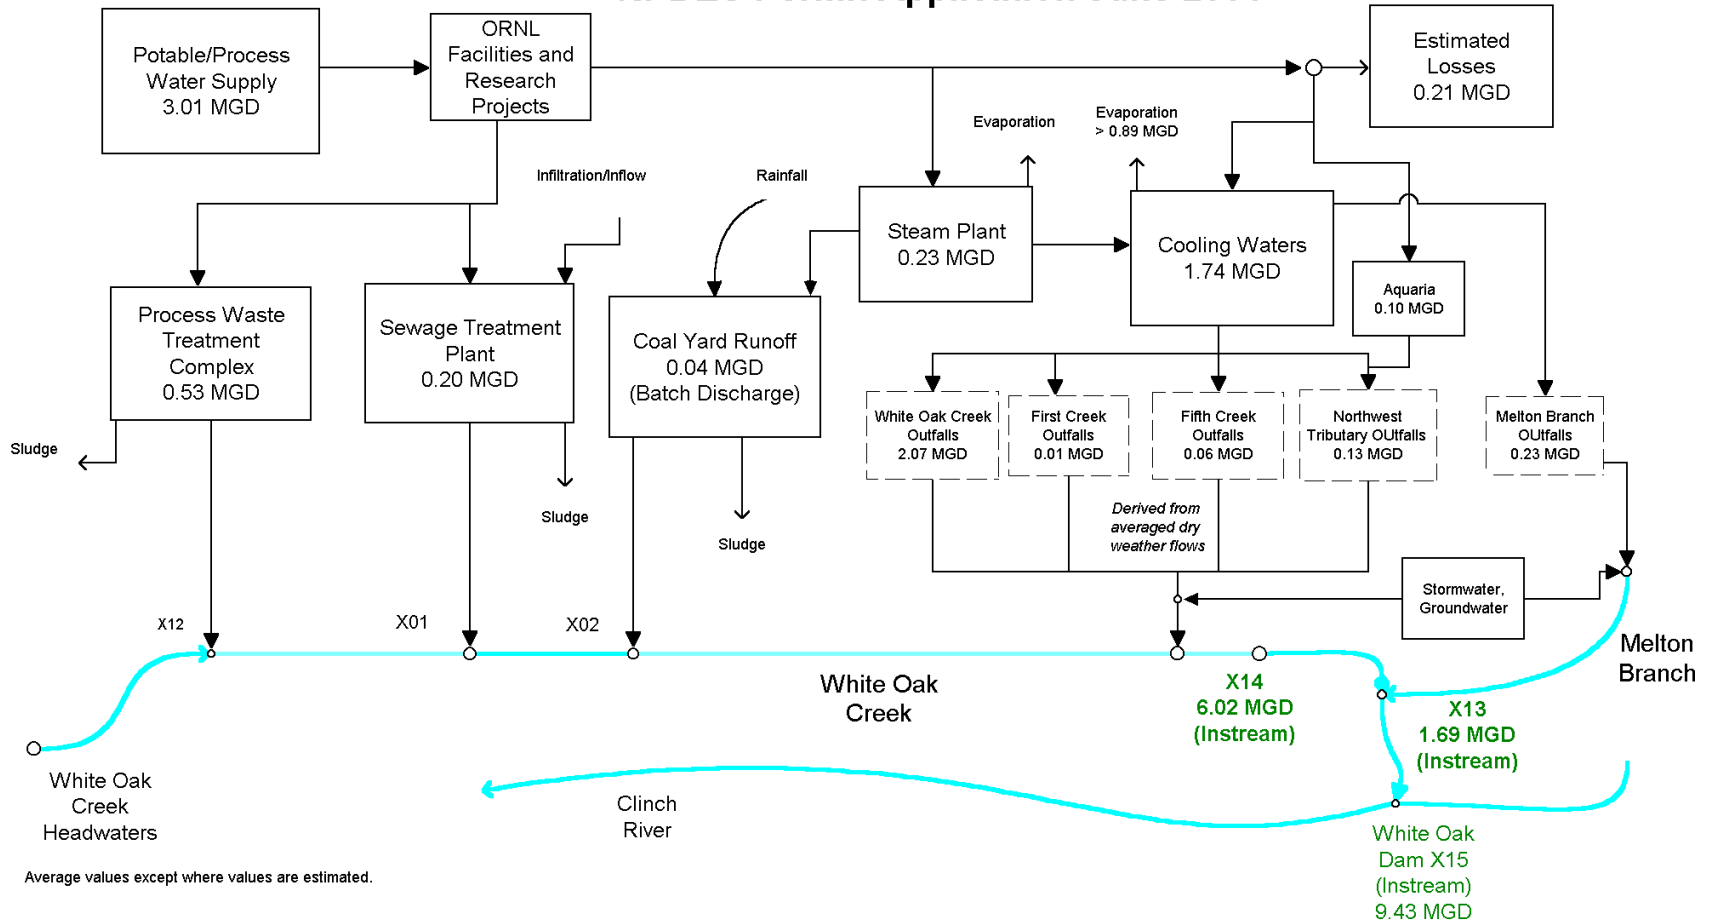 Potable/Process
Water Supply
3.01 MGD
ORNL
Facilities and
Research
Projects
Estimated
Losses
0.21 MGD
Evaporation
Evaporation
> 0.89 MGD
Infiltration/Inflow
Rainfall
Steam Plant
0.23 MGD
Cooling Waters
1.74 MGD
Aquaria
0.10 MGD
Process Waste
Treatment
Complex
0.53 MGD
Sewage Treatment
Plant
0.20 MGD
Coal Yard Runoff
0.04 MGD
(Batch Discharge)
White Oak Creek
Outfalls
2.07 MGD
First Creek
Outfalls
0.01 MGD
Fifth Creek
Outfalls
0.06 MGD
Northwest
Tributary OUtfalls
0.13 MGD
Melton Branch
OUtfalls
0.23 MGD
Sludge
Sludge
Sludge
Derived from
averaged dry
weather flows
Stormwater,
Groundwater
X12
X01
X02
White Oak
Creek
X14
6.02 MGD
(Instream)
X13
1.69 MGD
(Instream)
Melton
Branch
White Oak
Creek
Headwaters
Clinch
River
White Oak
Dam X15
(Instream)
9.43 MGD
Average values except where values are estimated.